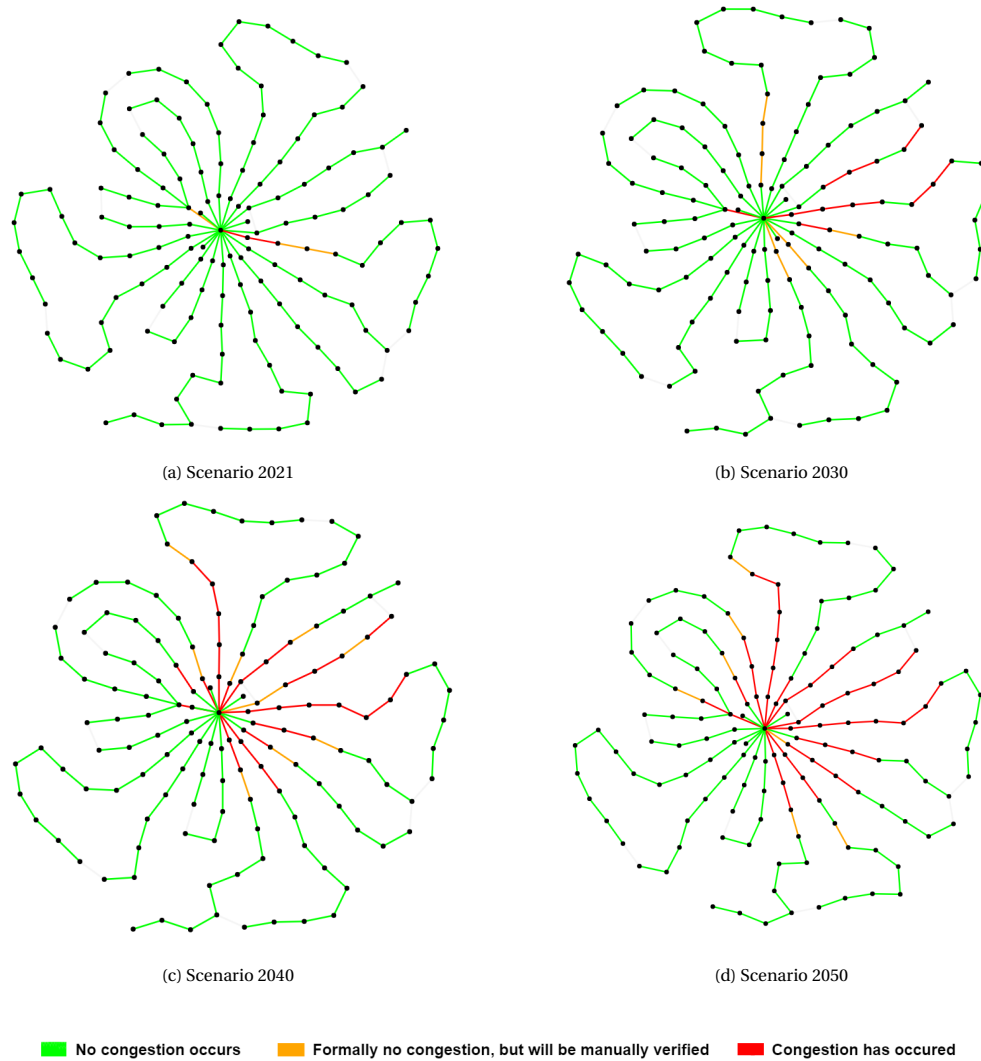 (a) Scenario 2021
(b) Scenario 2030
(c) Scenario 2040
(d) Scenario 2050
No congestion occurs
Formally no congestion, but will be manually verified
Congestion has occured